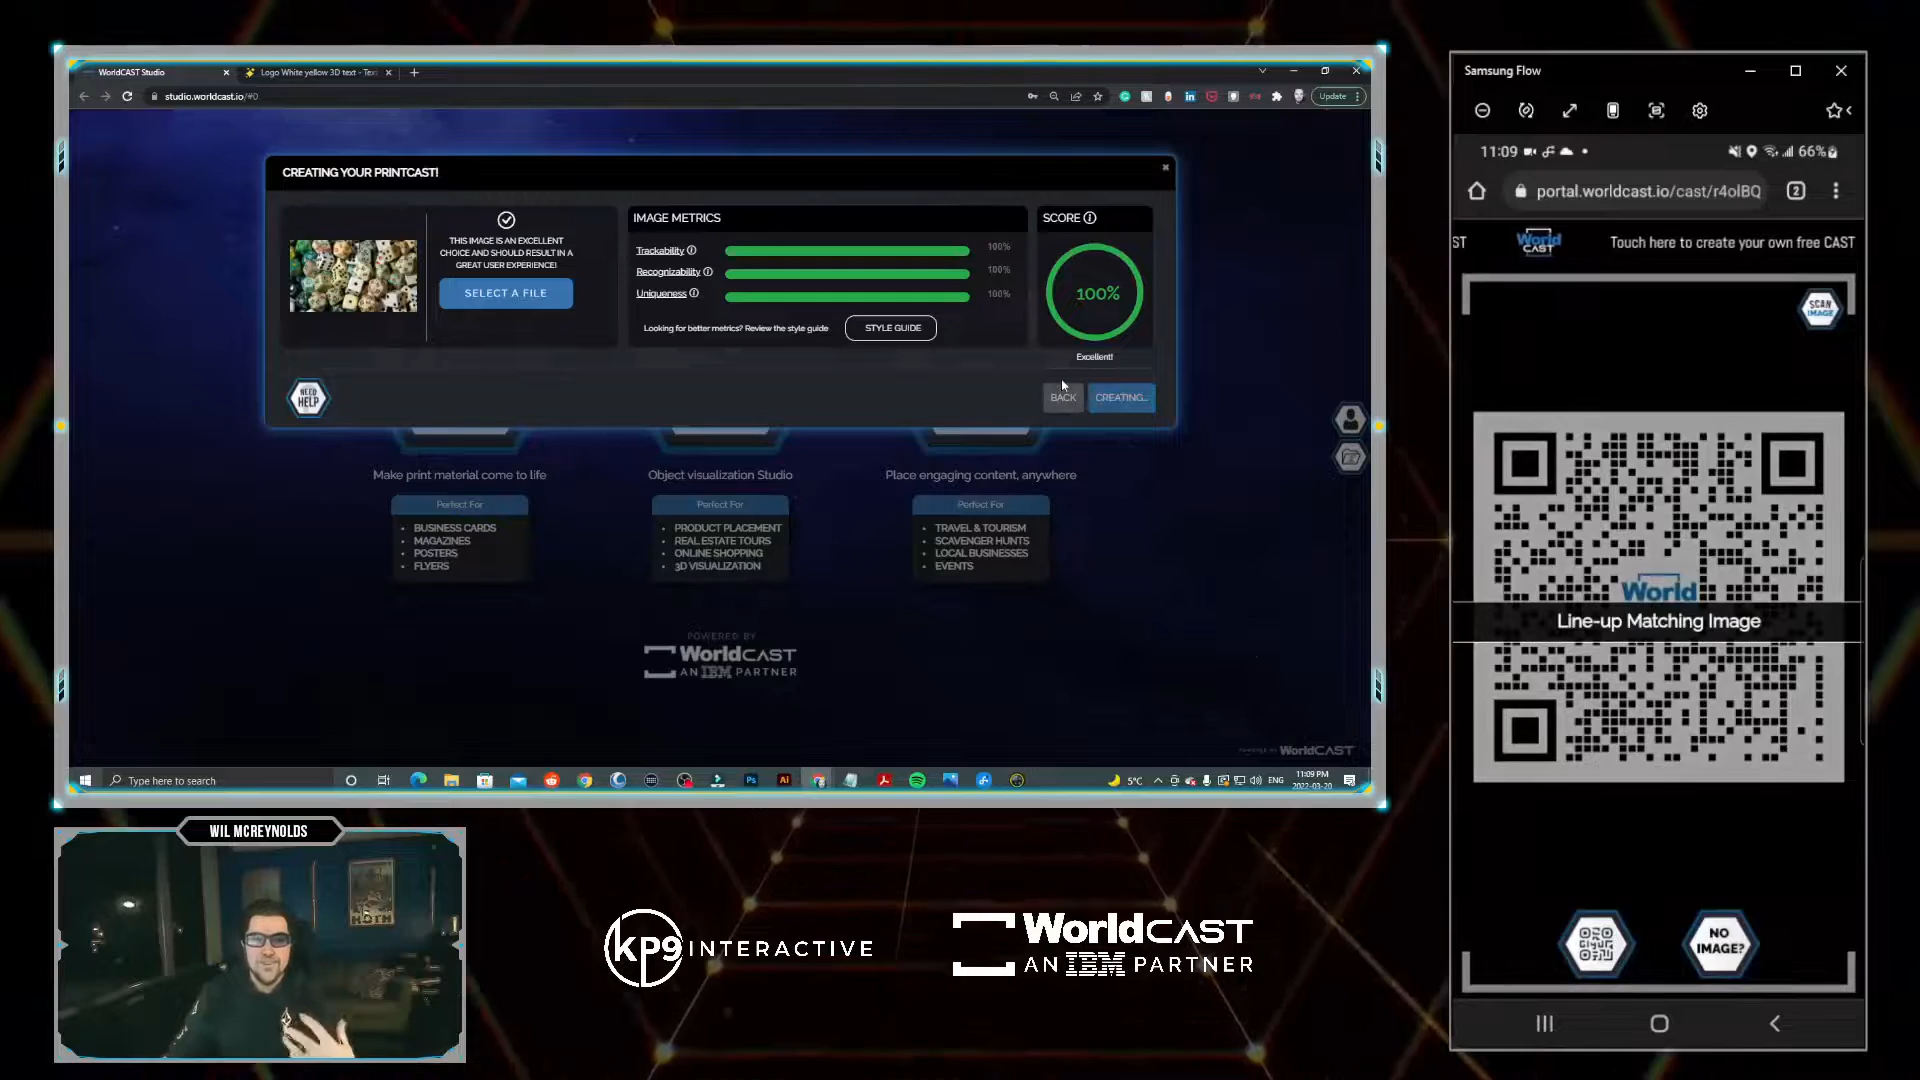 WorldCAST Studio
Logo White yellow 3D text - Tex
studio.worldcast.io/#0
Update
CREATING YOUR PRINTCAST!
THIS IMAGE IS AN EXCELLENT
CHOICE AND SHOULD RESULT IN A
GREAT USER EXPERIENCE!
SELECT A FILE
IMAGE METRICS
Trackability
100%
Recognizability
100%
Uniqueness
100%
Looking for better metrics? Review the style guide
STYLE GUIDE
SCORE
100%
Excellent!
NEED
HELP
BACK
CREATING...
Make print material come to life
Perfect For
BUSINESS CARDS
MAGAZINES
POSTERS
FLYERS
Object visualization Studio
Perfect For
PRODUCT PLACEMENT
REAL ESTATE TOURS
ONLINE SHOPPING
3D VISUALIZATION
Place engaging content, anywhere
Perfect For
TRAVEL & TOURISM
SCAVENGER HUNTS
LOCAL BUSINESSES
EVENTS
POWERED BY
WorldCAST
AN IBM PARTNER
POWERED BY WorldCAST
Type here to search
Ps
Ai
5°C
ENG
11:09 PM
2022-03-20
WIL MCREYNOLDS
HOTH
kp9 INTERACTIVE
WorldCAST
AN IBM PARTNER
Samsung Flow
11:09
66%
portal.worldcast.io/cast/r4olBQ
2
ST
World
CAST
Touch here to create your own free CAST
SCAN
IMAGE
World
Line-up Matching Image
NO
IMAGE?